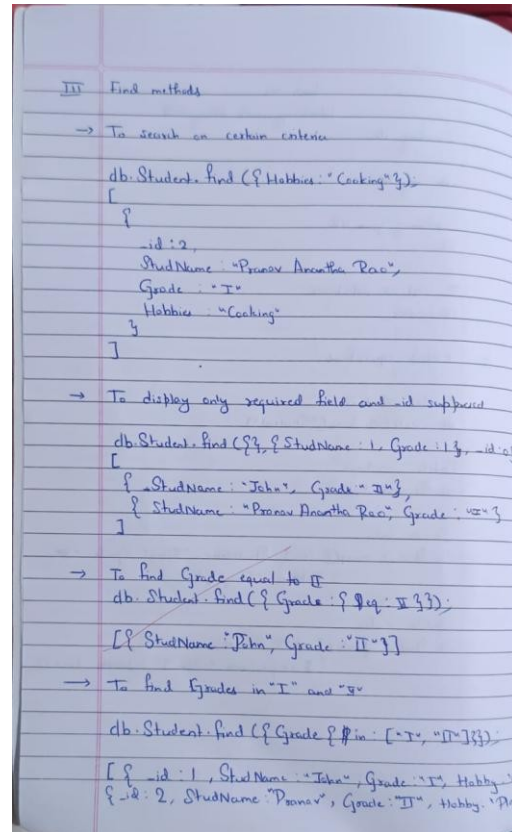 III Find methods
→ To search on certain criteria
db.Student.find({Hobbies: "Cooking"});
[
{
_id: 2,
StudName: "Pranav Anantha Rao",
Grade: "I"
Hobbies: "Cooking"
}
]
→ To display only required field and _id suppressed
db.Student.find({}, {StudName: 1, Grade: 1}, _id: 0
[
{ _StudName: "John", Grade: "II"},
{ StudName: "Pranav Anantha Rao", Grade: "I"}
]
→ To find Grade equal to II
db.Student.find({Grade: {$eq: II}});
[{StudName: "John", Grade: "II"}]
→ To find Grades in "I" and "II"
db.Student.find({Grade {$in: ["I", "II"]}});
[{_id: 1, StudName: "John", Grade: "I", Hobby:
{_id: 2, StudName: "Pranav", Grade: "II", Hobby: